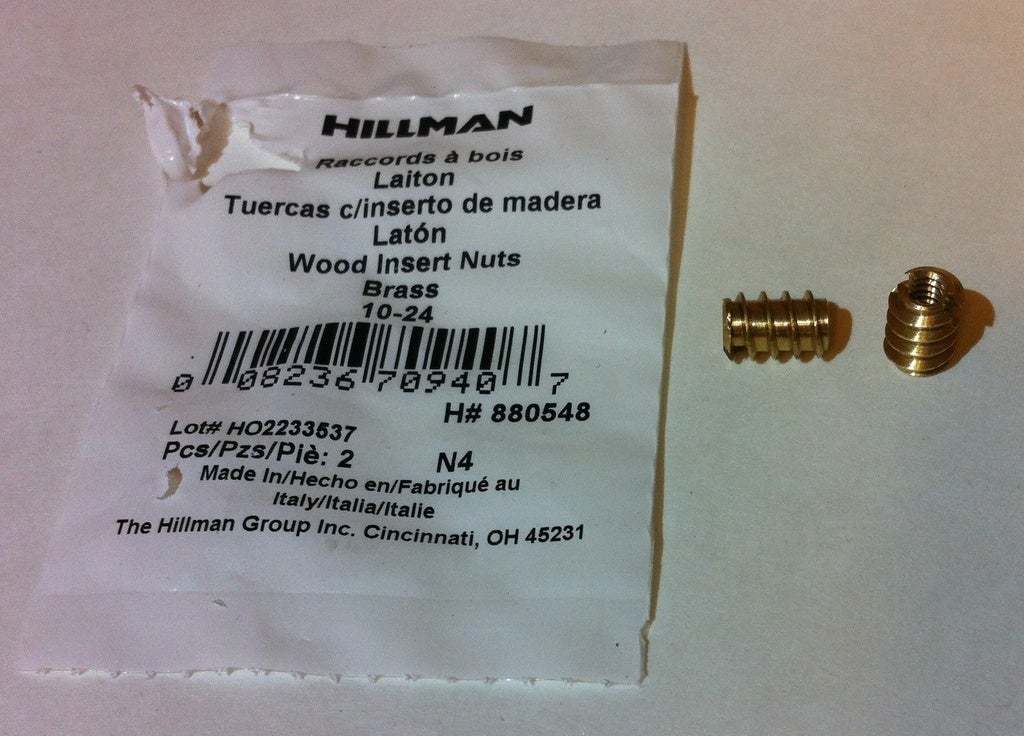 HILLMAN
Raccords à bois
Laiton
Tuercas c/inserto de madera
Latón
Wood Insert Nuts
Brass
10-24
0 08236 70940 7
H# 880548
Lot# HO2233537
Pcs/Pzs/Piè: 2 N4
Made In/Hecho en/Fabriqué au
Italy/Italia/Italie
The Hillman Group Inc. Cincinnati, OH 45231